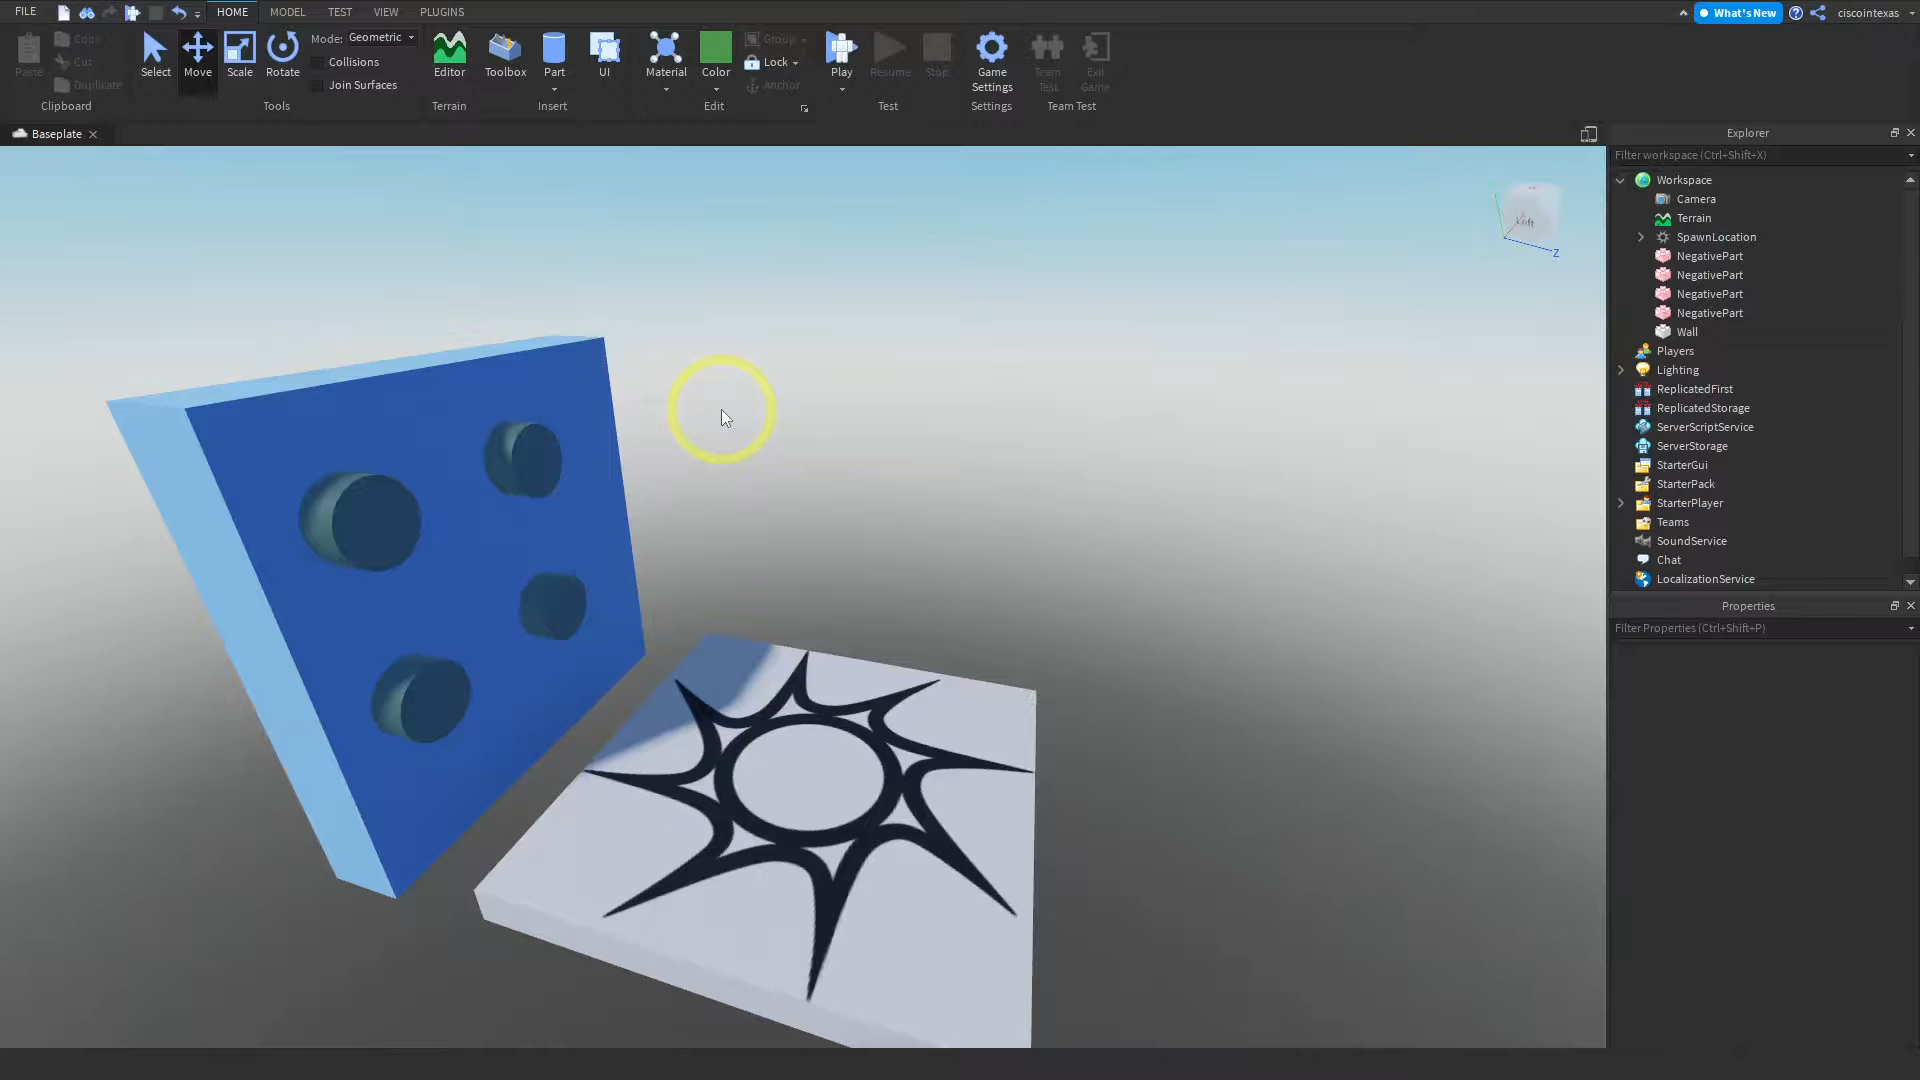 FILE HOME MODEL TEST VIEW PLUGINS What's New ciscointexas
Paste Copy Cut Duplicate Select Move Scale Rotate Mode: Geometric Collisions Join Surfaces Editor Toolbox Part UI Material Color Group Lock Anchor Play Resume Stop Game Settings Team Test Exit Game
Clipboard Tools Terrain Insert Edit Test Settings Team Test
Baseplate
Explorer
Filter workspace (Ctrl+Shift+X)
Workspace
Camera
Terrain
SpawnLocation
NegativePart
NegativePart
NegativePart
NegativePart
Wall
Players
Lighting
ReplicatedFirst
ReplicatedStorage
ServerScriptService
ServerStorage
StarterGui
StarterPack
StarterPlayer
Teams
SoundService
Chat
LocalizationService
Properties
Filter Properties (Ctrl+Shift+P)
Z